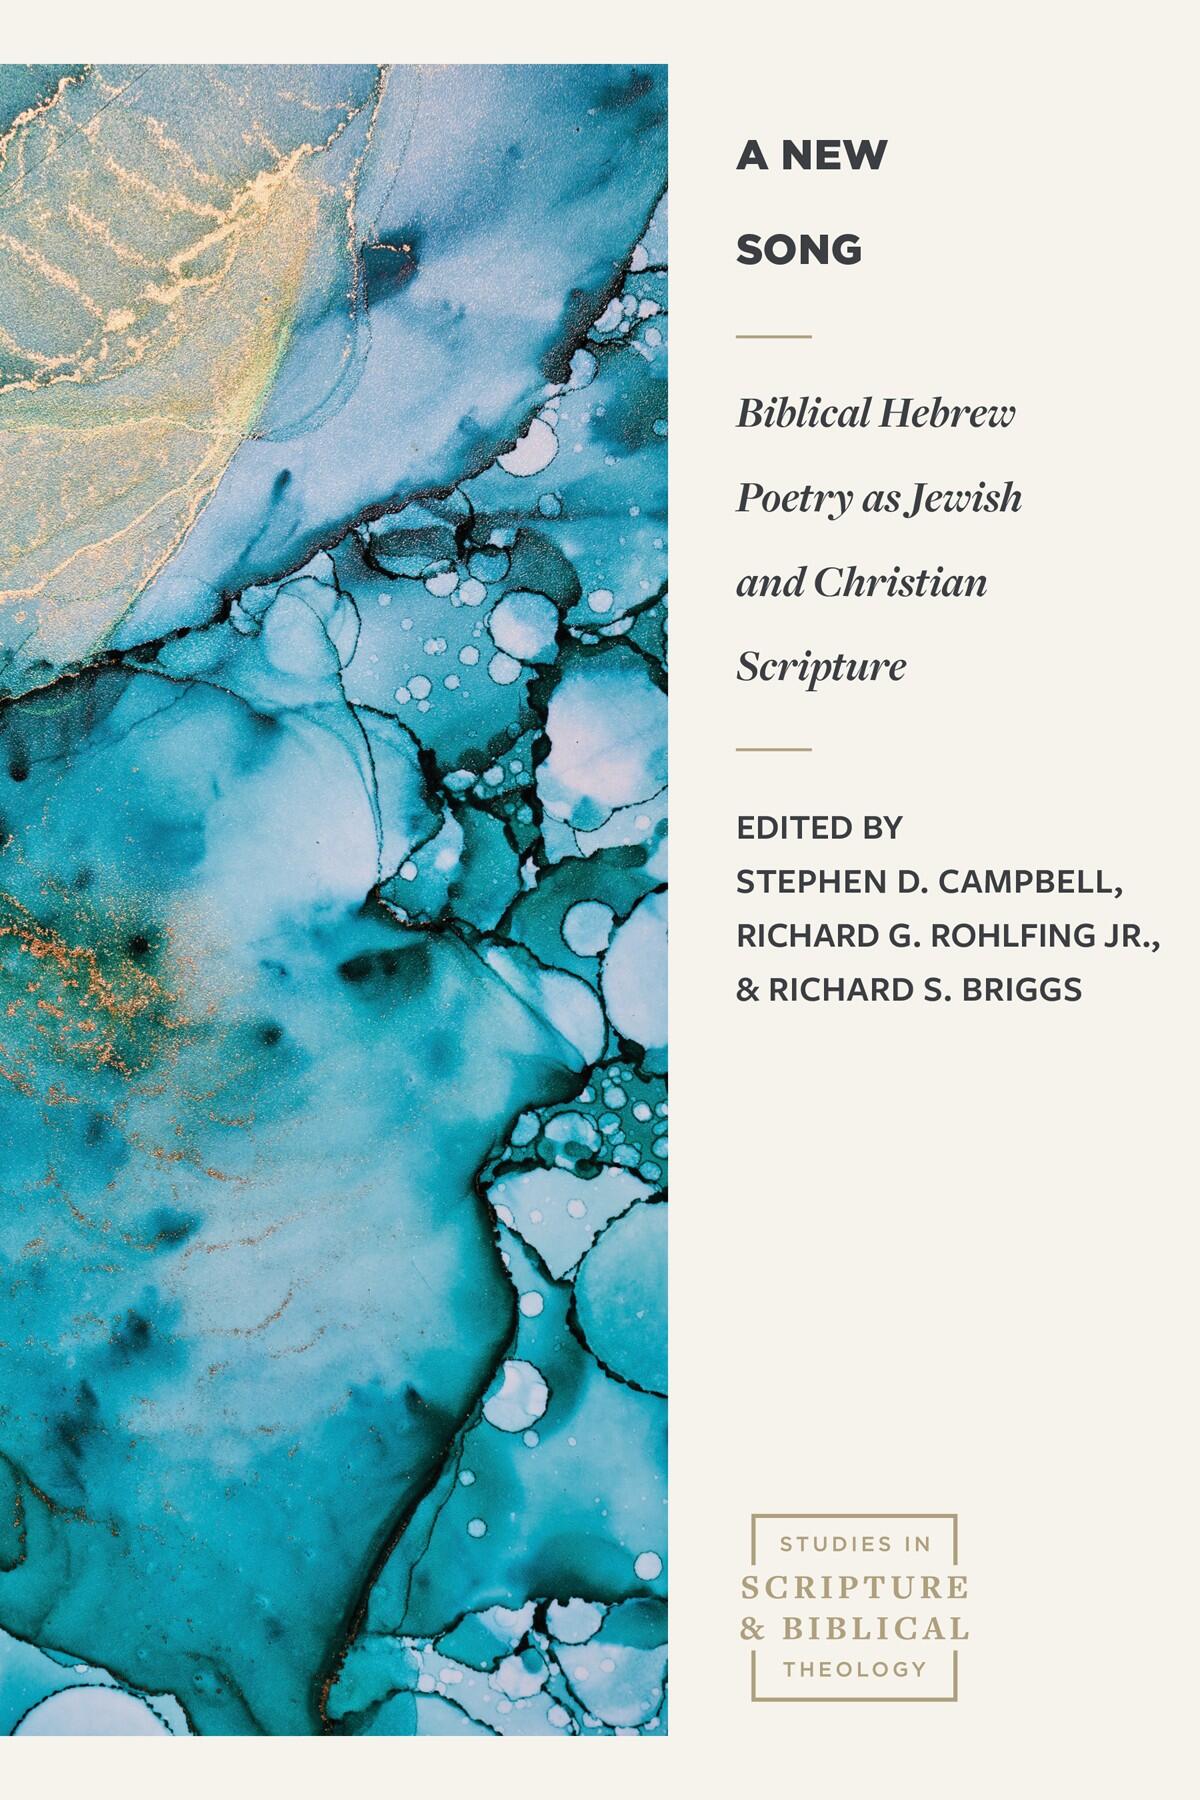 A NEW
SONG
Biblical Hebrew
Poetry as Jewish
and Christian
Scripture
EDITED BY
STEPHEN D. CAMPBELL,
RICHARD G. ROHLFING JR.,
& RICHARD S. BRIGGS
STUDIES IN
SCRIPTURE
& BIBLICAL
THEOLOGY